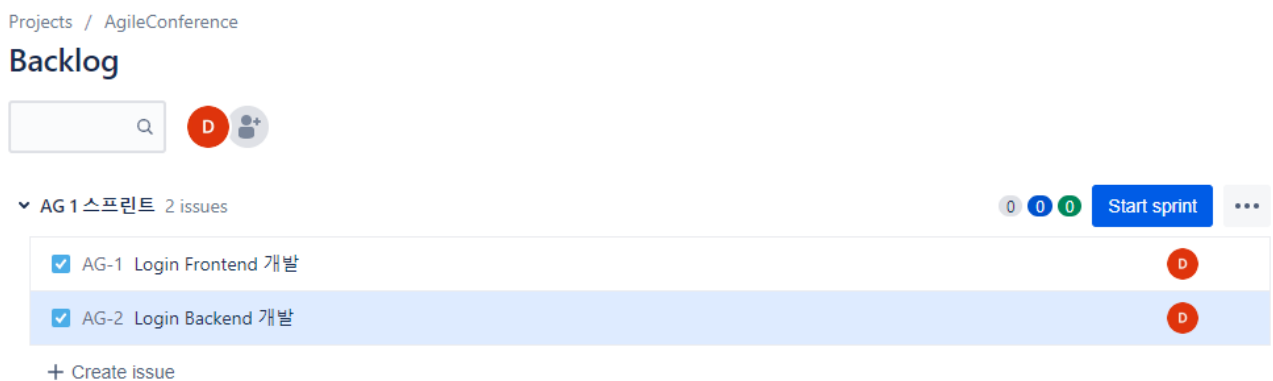 Projects / AgileConference
Backlog
D
AG 1 스프린트 2 issues 0 0 0 Start sprint
AG-1 Login Frontend 개발 D
AG-2 Login Backend 개발 D
+ Create issue